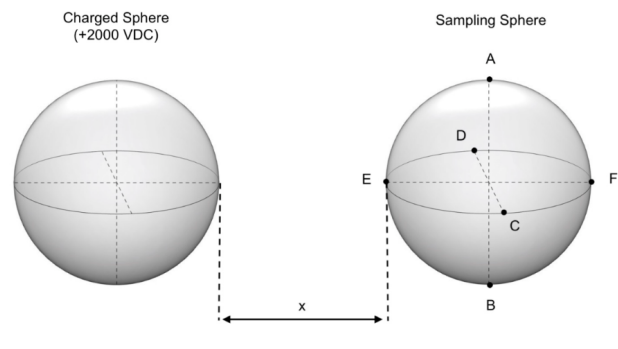 Charged Sphere
(+2000 VDC)
Sampling Sphere
A
D
E
F
C
x
B